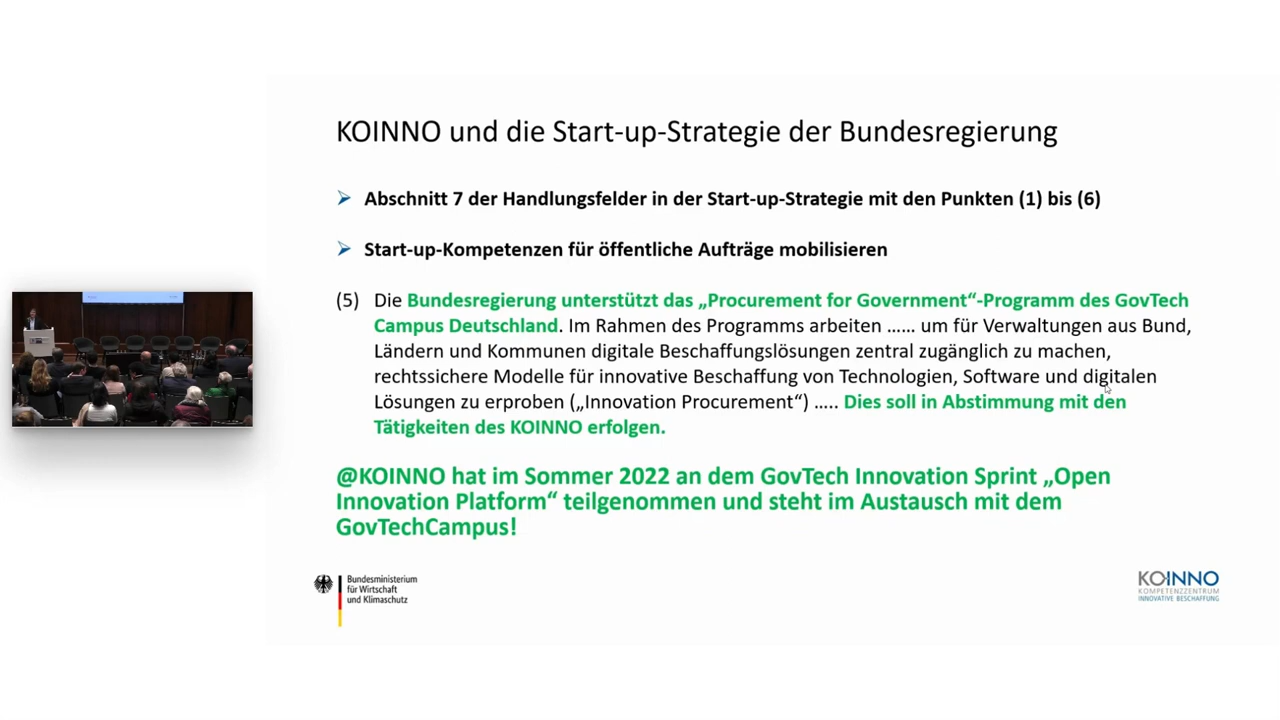 KOINNO und die Start-up-Strategie der Bundesregierung
Abschnitt 7 der Handlungsfelder in der Start-up-Strategie mit den Punkten (1) bis (6)
Start-up-Kompetenzen für öffentliche Aufträge mobilisieren
(5) Die Bundesregierung unterstützt das „Procurement for Government“-Programm des GovTech
Campus Deutschland. Im Rahmen des Programms arbeiten …... um für Verwaltungen aus Bund,
Ländern und Kommunen digitale Beschaffungslösungen zentral zugänglich zu machen,
rechtssichere Modelle für innovative Beschaffung von Technologien, Software und digitalen
Lösungen zu erproben („Innovation Procurement“) ….. Dies soll in Abstimmung mit den
Tätigkeiten des KOINNO erfolgen.
@KOINNO hat im Sommer 2022 an dem GovTech Innovation Sprint „Open
Innovation Platform“ teilgenommen und steht im Austausch mit dem
GovTechCampus!
Bundesministerium
für Wirtschaft
und Klimaschutz
KOINNO
KOMPETENZZENTRUM
INNOVATIVE BESCHAFFUNG